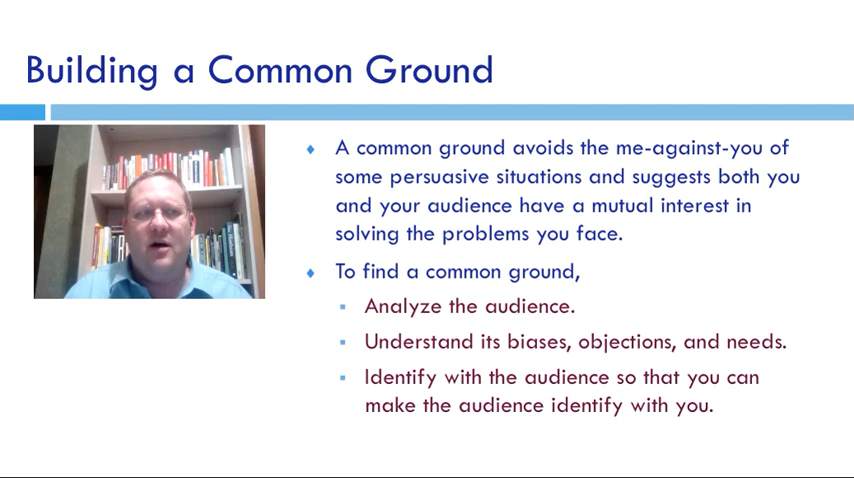 Building a Common Ground
A common ground avoids the me-against-you of
some persuasive situations and suggests both you
and your audience have a mutual interest in
solving the problems you face.
To find a common ground,
Analyze the audience.
Understand its biases, objections, and needs.
Identify with the audience so that you can
make the audience identify with you.